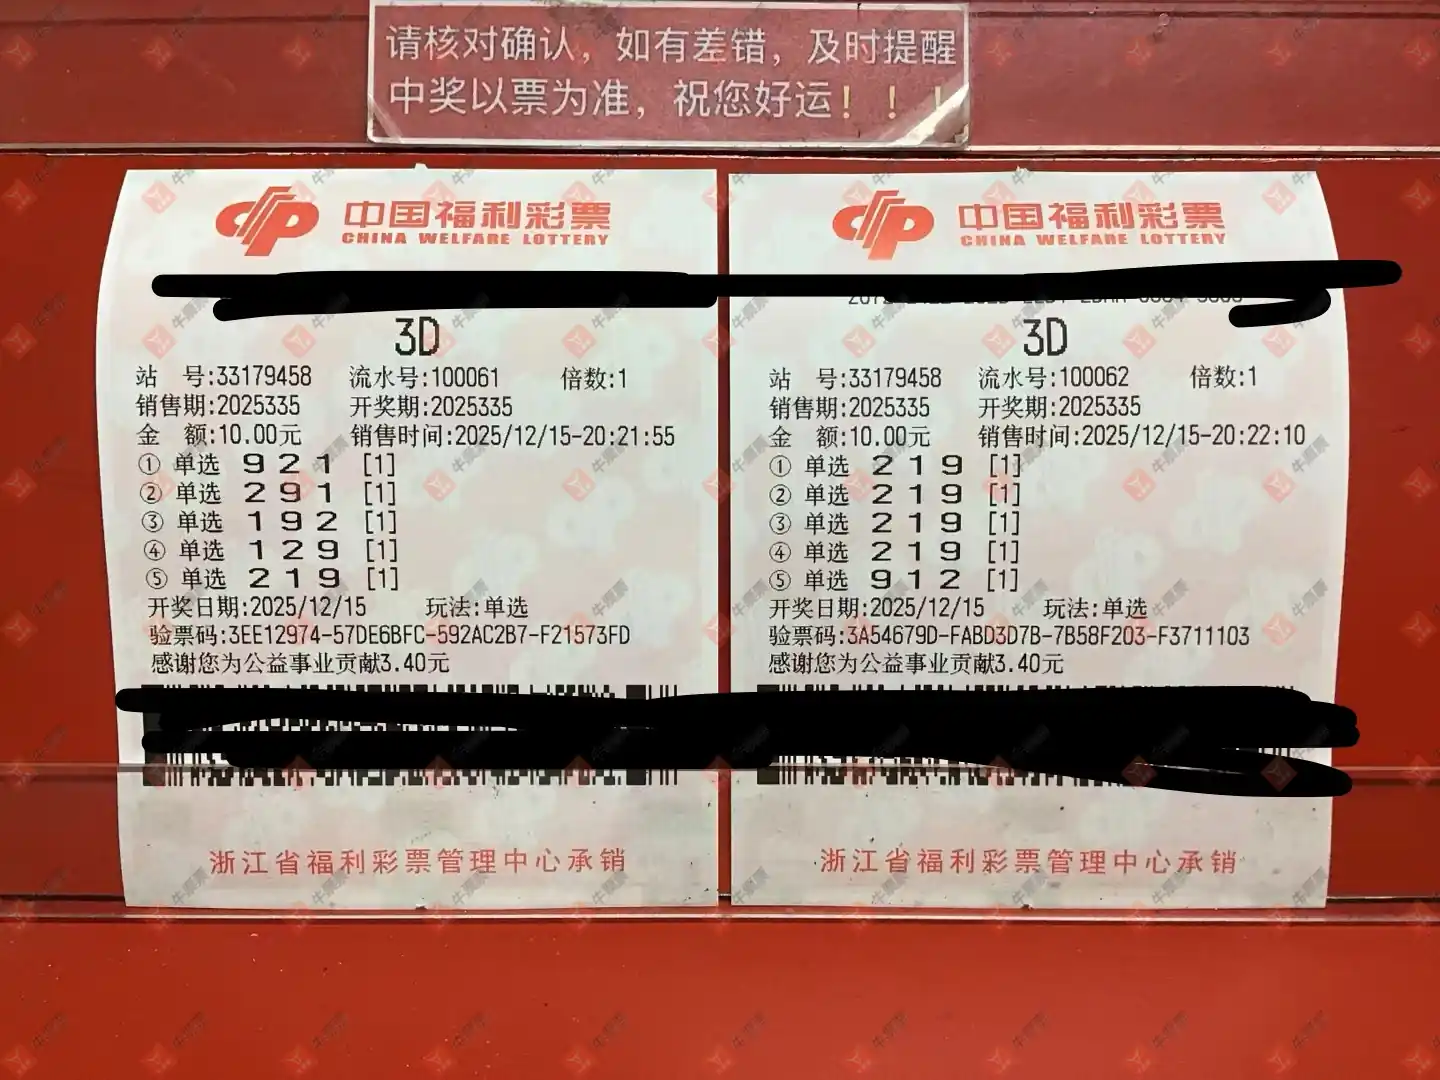 请核对确认，如有差错，及时提醒
中奖以票为准，祝您好运！！！
中国福利彩票
CHINA WELFARE LOTTERY
3D
站 号:33179458 流水号:100061 倍数:1
销售期:2025335 开奖期:2025335
金 额:10.00元 销售时间:2025/12/15-20:21:55
① 单选 9 2 1 [1]
② 单选 2 9 1 [1]
③ 单选 1 9 2 [1]
④ 单选 1 2 9 [1]
⑤ 单选 2 1 9 [1]
开奖日期:2025/12/15 玩法:单选
验票码:3EE12974-57DE6BFC-592AC2B7-F21573FD
感谢您为公益事业贡献3.40元
浙江省福利彩票管理中心承销
中国福利彩票
CHINA WELFARE LOTTERY
3D
站 号:33179458 流水号:100062 倍数:1
销售期:2025335 开奖期:2025335
金 额:10.00元 销售时间:2025/12/15-20:22:10
① 单选 2 1 9 [1]
② 单选 2 1 9 [1]
③ 单选 2 1 9 [1]
④ 单选 2 1 9 [1]
⑤ 单选 9 1 2 [1]
开奖日期:2025/12/15 玩法:单选
验票码:3A54679D-FABD3D7B-7B58F203-F3711103
感谢您为公益事业贡献3.40元
浙江省福利彩票管理中心承销